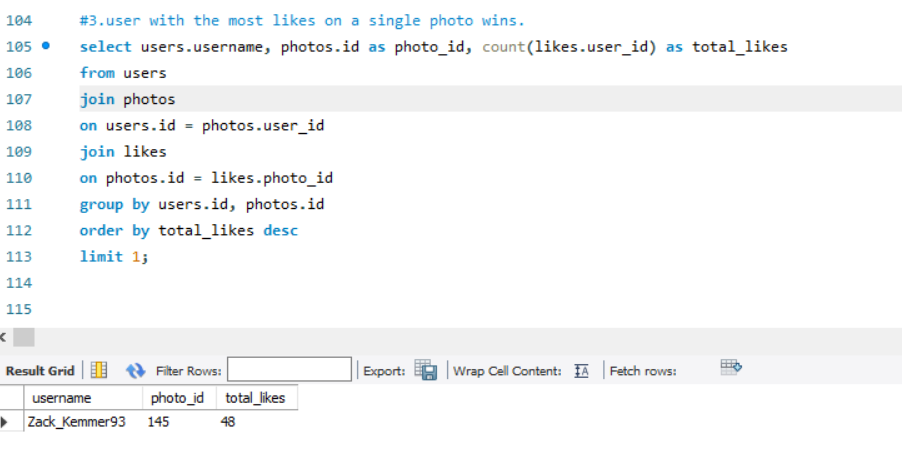 104 #3.user with the most likes on a single photo wins.
105 select users.username, photos.id as photo_id, count(likes.user_id) as total_likes
106 from users
107 join photos
108 on users.id = photos.user_id
109 join likes
110 on photos.id = likes.photo_id
111 group by users.id, photos.id
112 order by total_likes desc
113 limit 1;
114
115
Result Grid Filter Rows: Export: Wrap Cell Content: IA Fetch rows:
username photo_id total_likes
Zack_Kemmer93 145 48